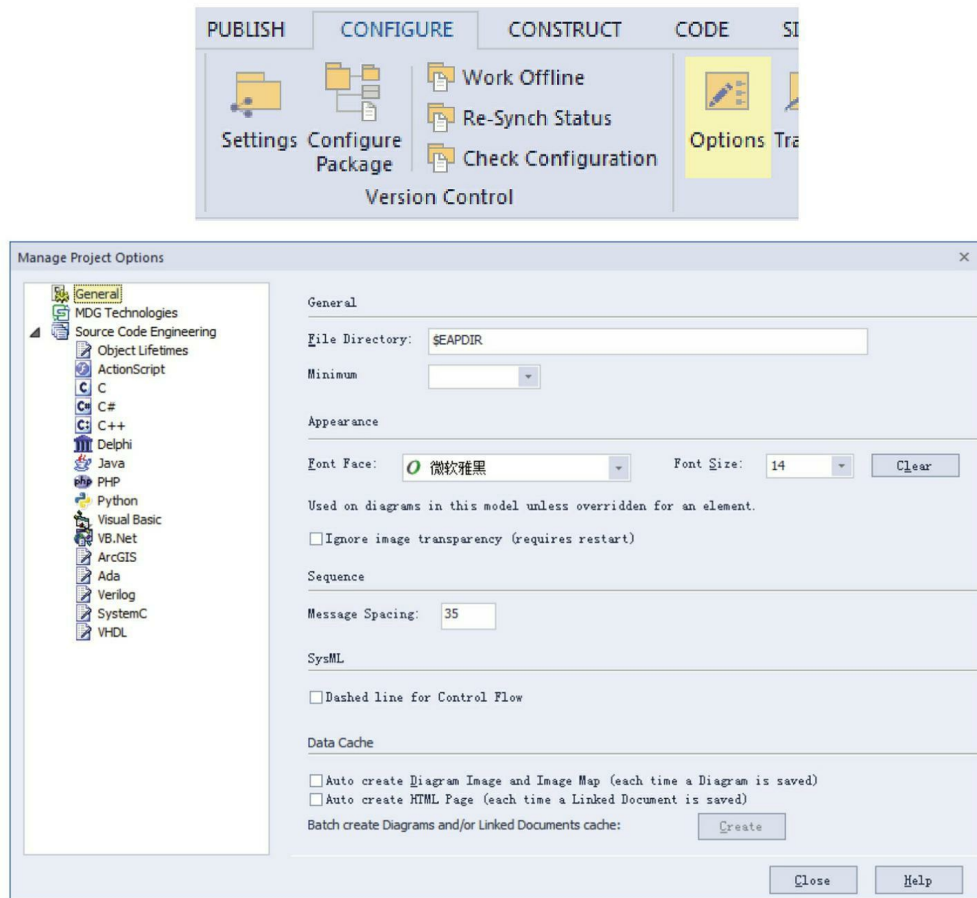 PUBLISH CONFIGURE CONSTRUCT CODE
Work Offline
Re-Synch Status
Settings Configure Package
Check Configuration
Options
Version Control
Manage Project Options
General
MDG Technologies
Source Code Engineering
Object Lifetimes
ActionScript
C
C#
C++
Delphi
Java
PHP
Python
Visual Basic
VB.Net
ArcGIS
Ada
Verilog
SystemC
VHDL
General
File Directory: $EAPDIR
Minimum
Appearance
Font Face: 微软雅黑 Font Size: 14 Clear
Used on diagrams in this model unless overridden for an element.
Ignore image transparency (requires restart)
Sequence
Message Spacing: 35
SysML
Dashed line for Control Flow
Data Cache
Auto create Diagram Image and Image Map (each time a Diagram is saved)
Auto create HTML Page (each time a Linked Document is saved)
Batch create Diagrams and/or Linked Documents cache: Create
Close Help